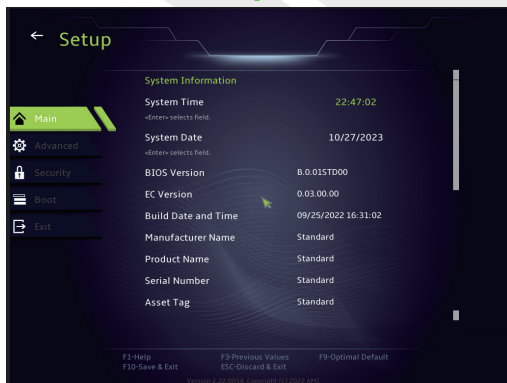 Setup
System Information
System Time 22:47:02
<Enter> selects field.
Main
System Date 10/27/2023
Advanced
<Enter> selects field.
Security
BIOS Version B.0.01STD00
Boot
EC Version 0.03.00.00
Exit
Build Date and Time 09/25/2022 16:31:02
Manufacturer Name Standard
Product Name Standard
Serial Number Standard
Asset Tag Standard
F1-Help F3-Previous Values F9-Optimal Default
F10-Save & Exit ESC-Discard & Exit